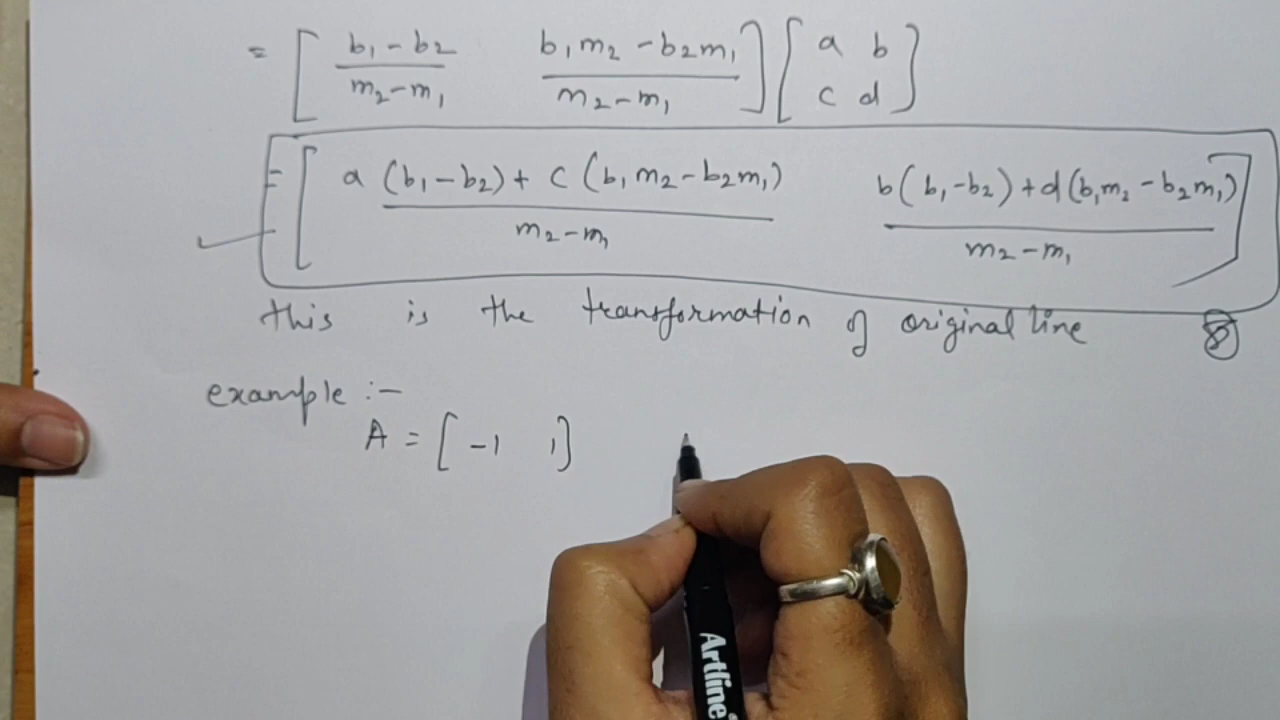 = [ b₁-b₂ / m₂-m₁   b₁m₂-b₂m₁ / m₂-m₁ ] [ a b
c d ]
= [ a (b₁-b₂) + c (b₁m₂-b₂m₁) / m₂-m₁   b(b₁-b₂)+d(b₁m₂-b₂m₁) / m₂-m₁ ]
this is the transformation of original line
example :-
A = [ -1 1 ]
Artline